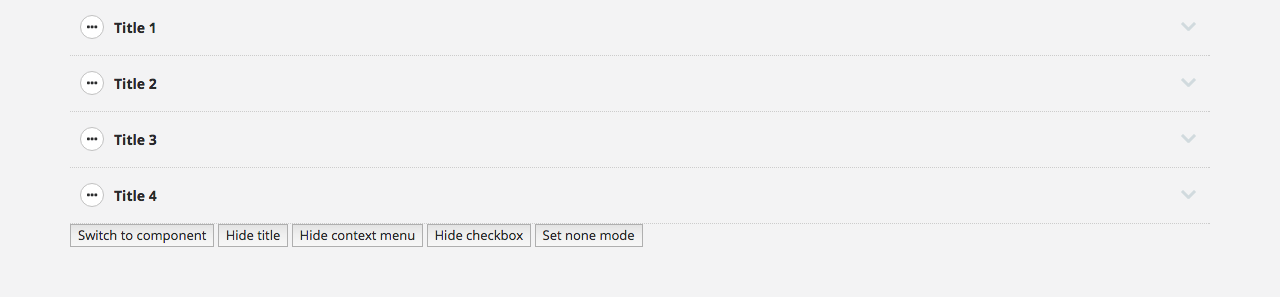 Title 1
Title 2
Title 3
Title 4
Switch to component Hide title Hide context menu Hide checkbox Set none mode